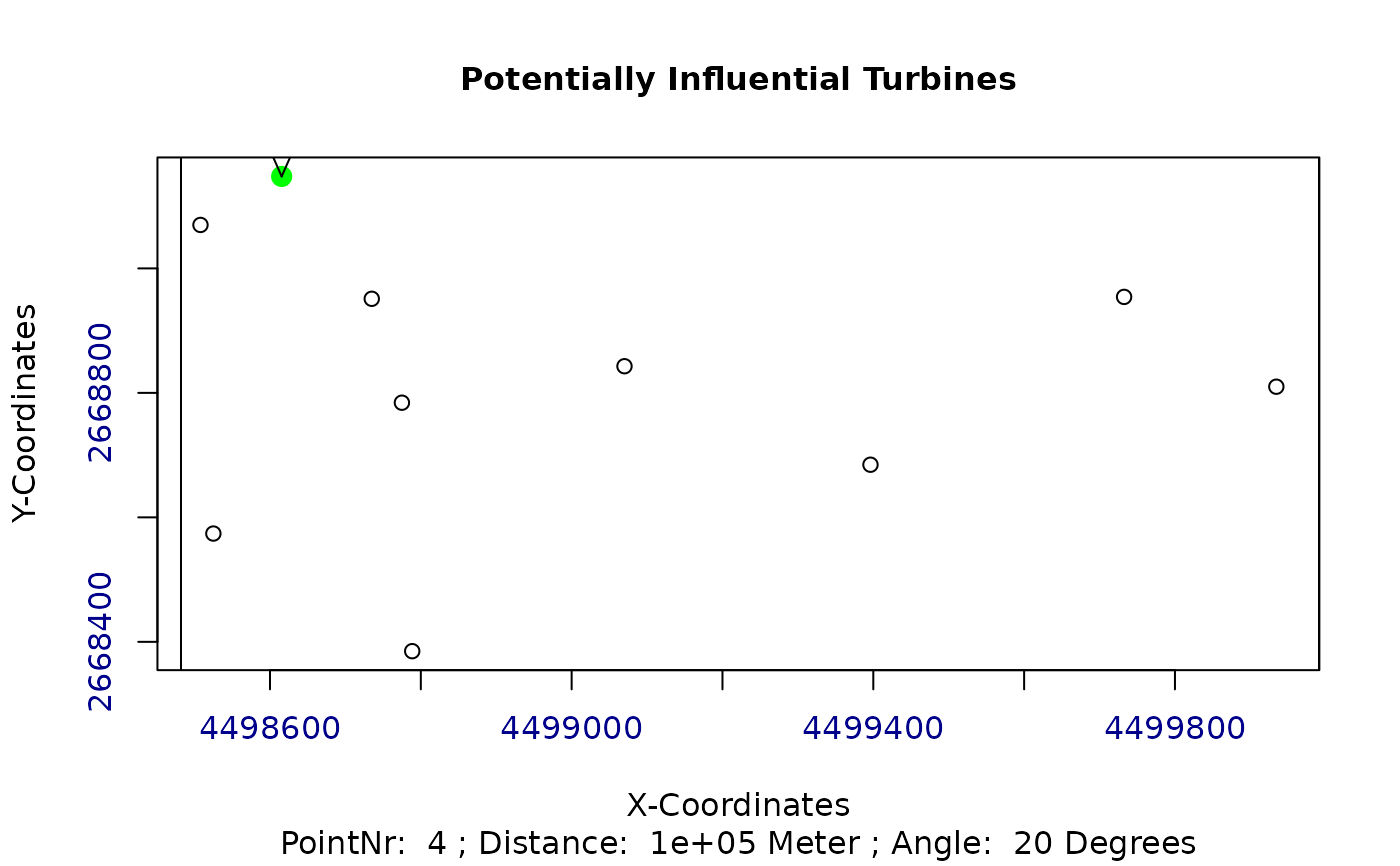 Potentially Influential Turbines
Y-Coordinates
2668800
2668400
4498600 4499000 4499400 4499800
X-Coordinates
PointNr:  4 ; Distance:  1e+05 Meter ; Angle:  20 Degrees